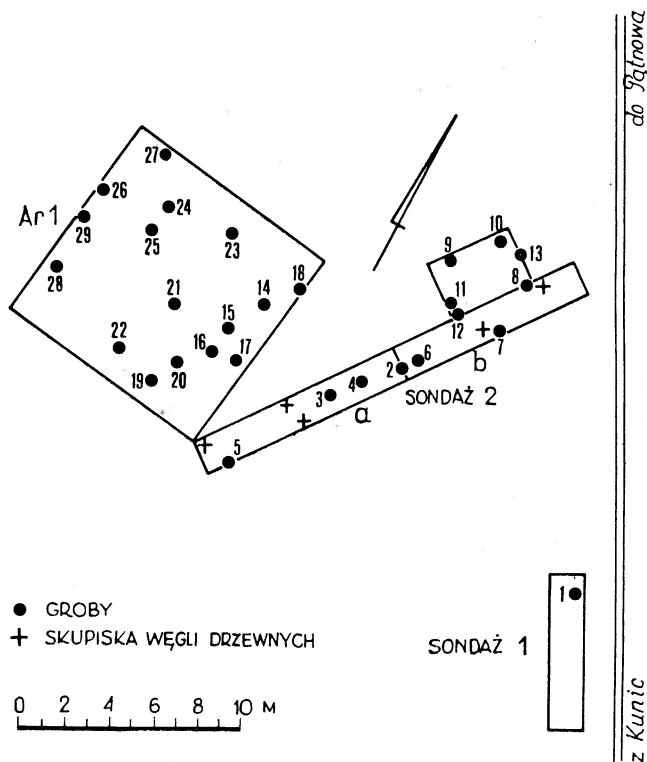 do Pątnowa
27
26
Ar 1
24
29
25
23
10
9
13
28
18
8
21
14
11
15
12
22
16
17
7
2
6
b
19
20
4
3
SONDAŻ 2
a
5
1
GROBY
SKUPISKA WĘGLI DRZEWNYCH
SONDAŻ 1
0 2 4 6 8 10 M
z Kunic